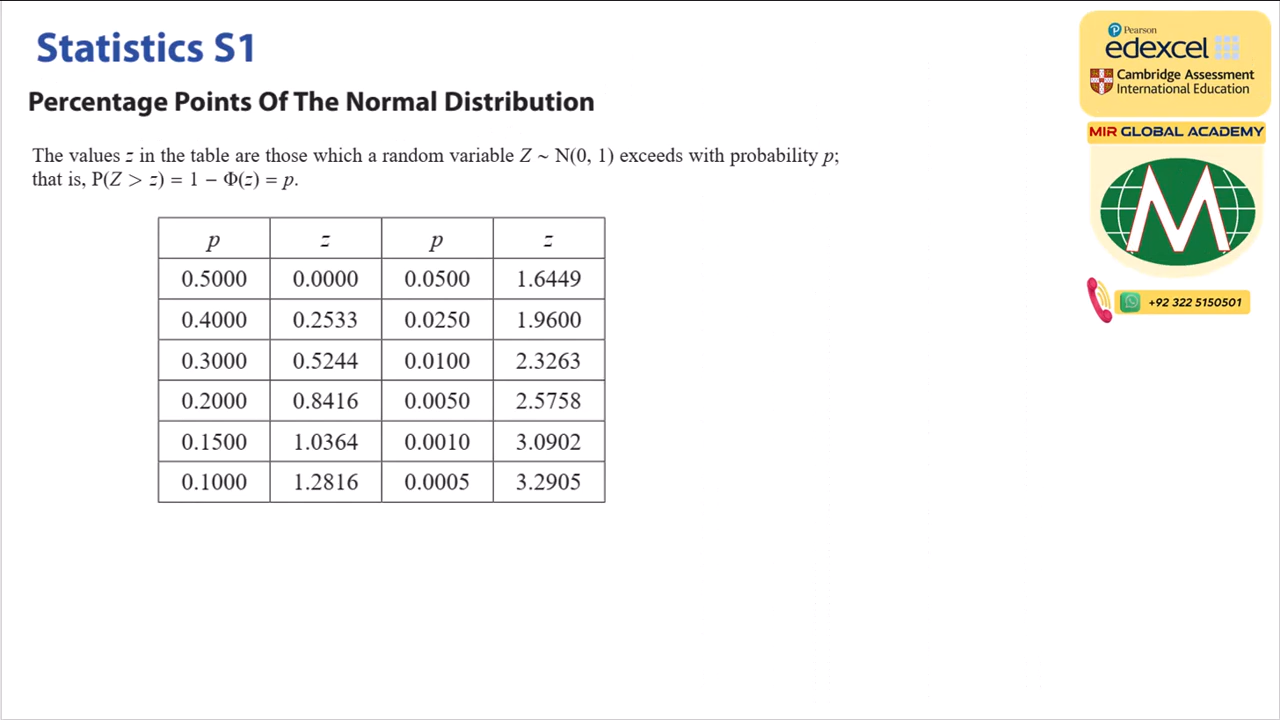 Statistics S1
Percentage Points Of The Normal Distribution
The values z in the table are those which a random variable Z ~ N(0, 1) exceeds with probability p;
that is, P(Z > z) = 1 − Φ(z) = p.
p z p z
0.5000 0.0000 0.0500 1.6449
0.4000 0.2533 0.0250 1.9600
0.3000 0.5244 0.0100 2.3263
0.2000 0.8416 0.0050 2.5758
0.1500 1.0364 0.0010 3.0902
0.1000 1.2816 0.0005 3.2905
Pearson
edexcel
Cambridge Assessment
International Education
MIR GLOBAL ACADEMY
M
+92 322 5150501